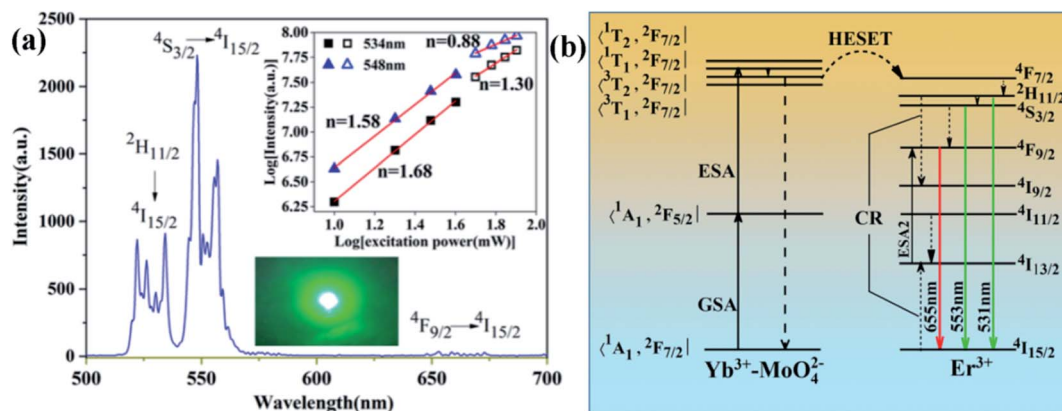 (a)
2500
2000
1500
1000
500
0
Intensity(a.u.)
500
550
600
650
700
Wavelength(nm)
⁴S₃/₂ → ⁴I₁₅/₂
²H₁₁/₂
⁴I₁₅/₂
⁴F₉/₂ → ⁴I₁₅/₂
8.00
7.75
7.50
7.25
7.00
6.75
6.50
6.25
Log[Intensity(a.u.)]
534nm
548nm
n=0.88
n=1.30
n=1.58
n=1.68
1.0
1.2
1.4
1.6
1.8
2.0
Log[excitation power(mW)]
(b)
⟨¹T₂ , ²F₇/₂|
⟨¹T₁ , ²F₇/₂|
⟨³T₂ , ²F₇/₂|
⟨³T₁ , ²F₇/₂|
ESA
⟨¹A₁ , ²F₅/₂|
GSA
⟨¹A₁ , ²F₇/₂|
Yb³⁺-MoO₄²⁻
HESET
⁴F₇/₂
²H₁₁/₂
⁴S₃/₂
⁴F₉/₂
⁴I₉/₂
⁴I₁₁/₂
⁴I₁₃/₂
⁴I₁₅/₂
CR
ESA2
655nm
553nm
531nm
Er³⁺